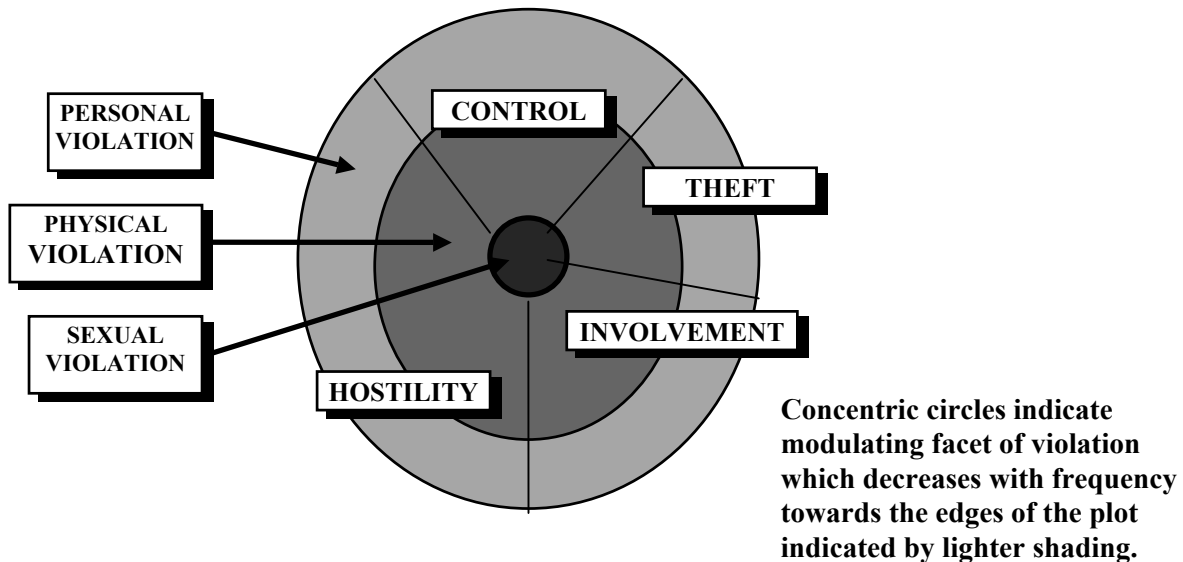 PERSONAL
VIOLATION
CONTROL
THEFT
PHYSICAL
VIOLATION
SEXUAL
VIOLATION
INVOLVEMENT
HOSTILITY
Concentric circles indicate
modulating facet of violation
which decreases with frequency
towards the edges of the plot
indicated by lighter shading.